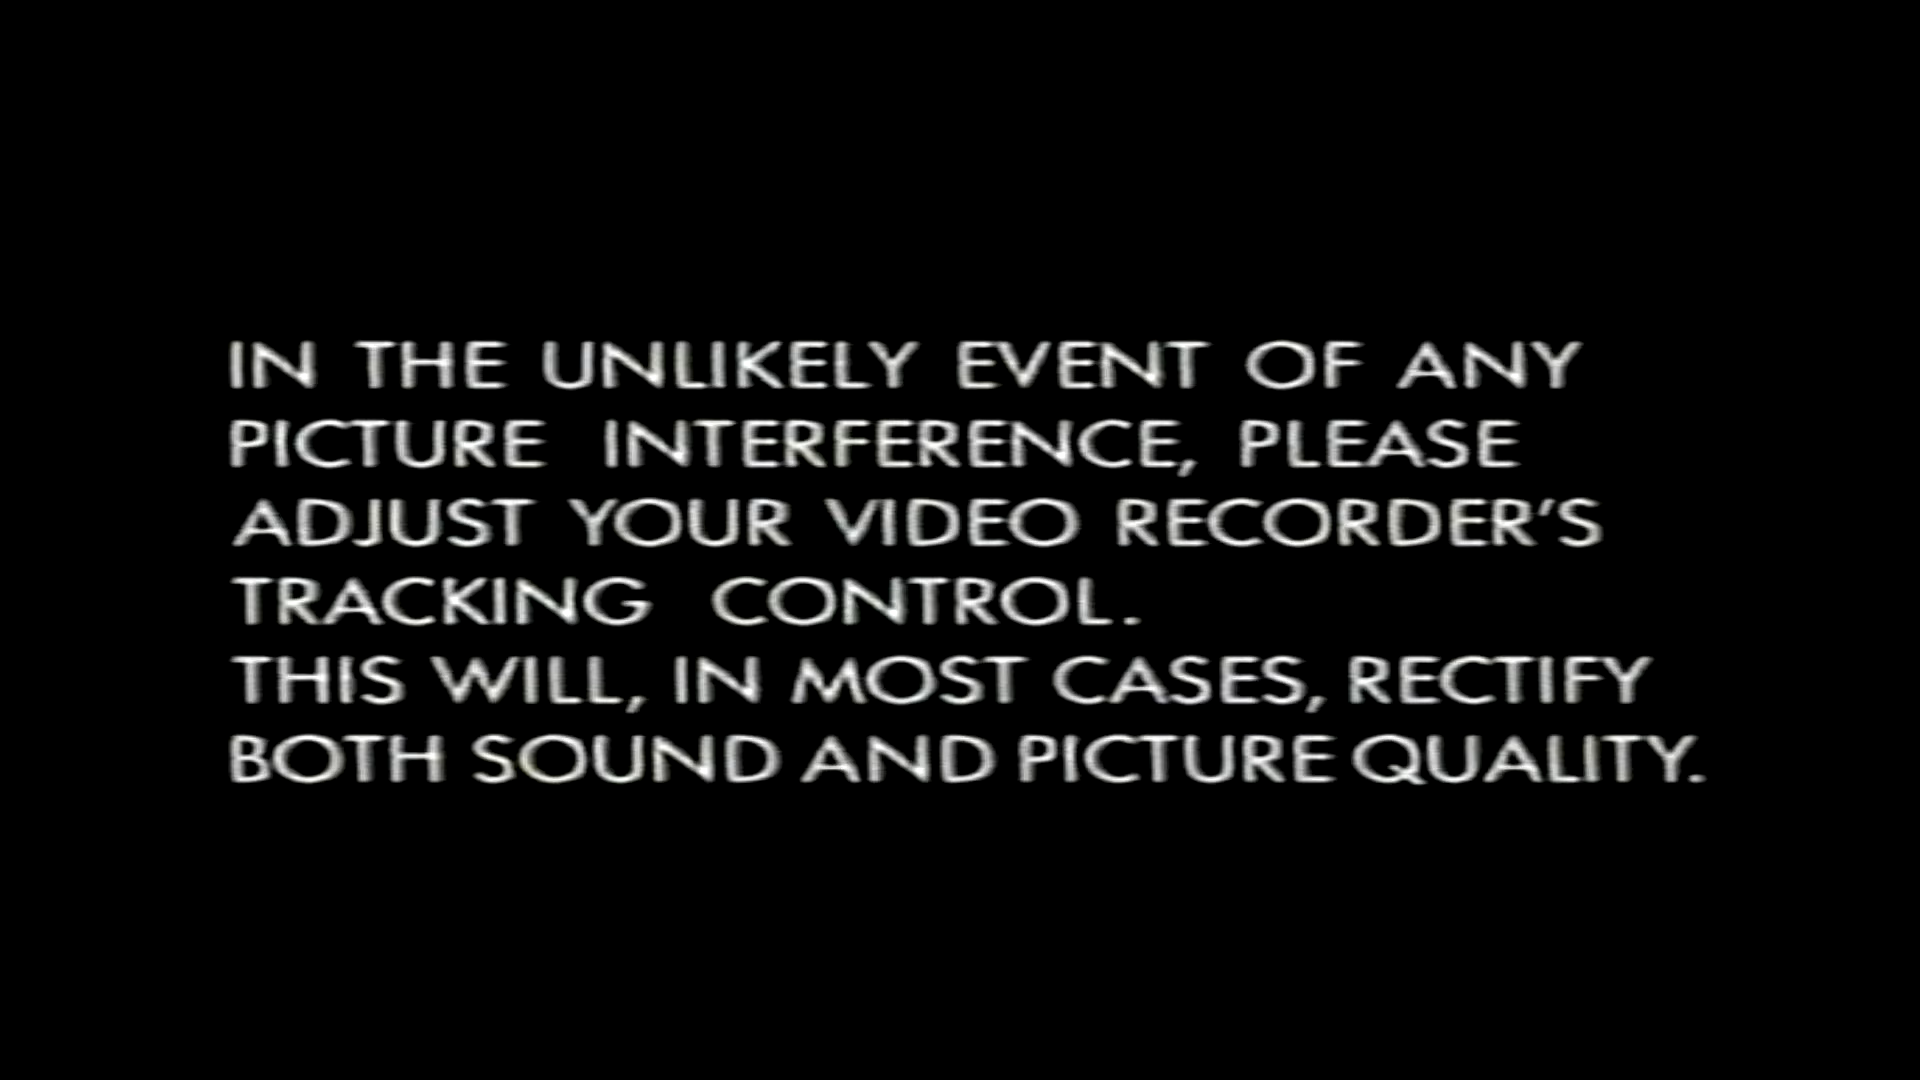 IN THE UNLIKELY EVENT OF ANY
PICTURE INTERFERENCE, PLEASE
ADJUST YOUR VIDEO RECORDER'S
TRACKING CONTROL.
THIS WILL, IN MOST CASES, RECTIFY
BOTH SOUND AND PICTURE QUALITY.